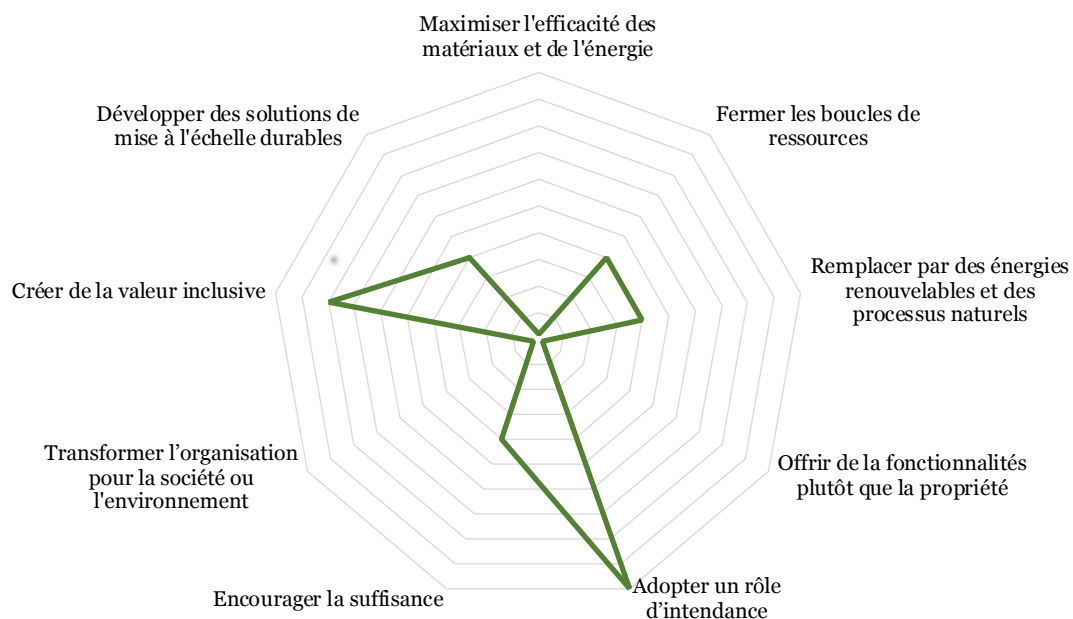 Maximiser l'efficacité des
matériaux et de l'énergie
Fermer les boucles de
ressources
Remplacer par des énergies
renouvelables et des
processus naturels
Offrir de la fonctionnalités
plutôt que la propriété
Adopter un rôle
d’intendance
Encourager la suffisance
Transformer l’organisation
pour la société ou
l'environnement
Créer de la valeur inclusive
Développer des solutions de
mise à l'échelle durables